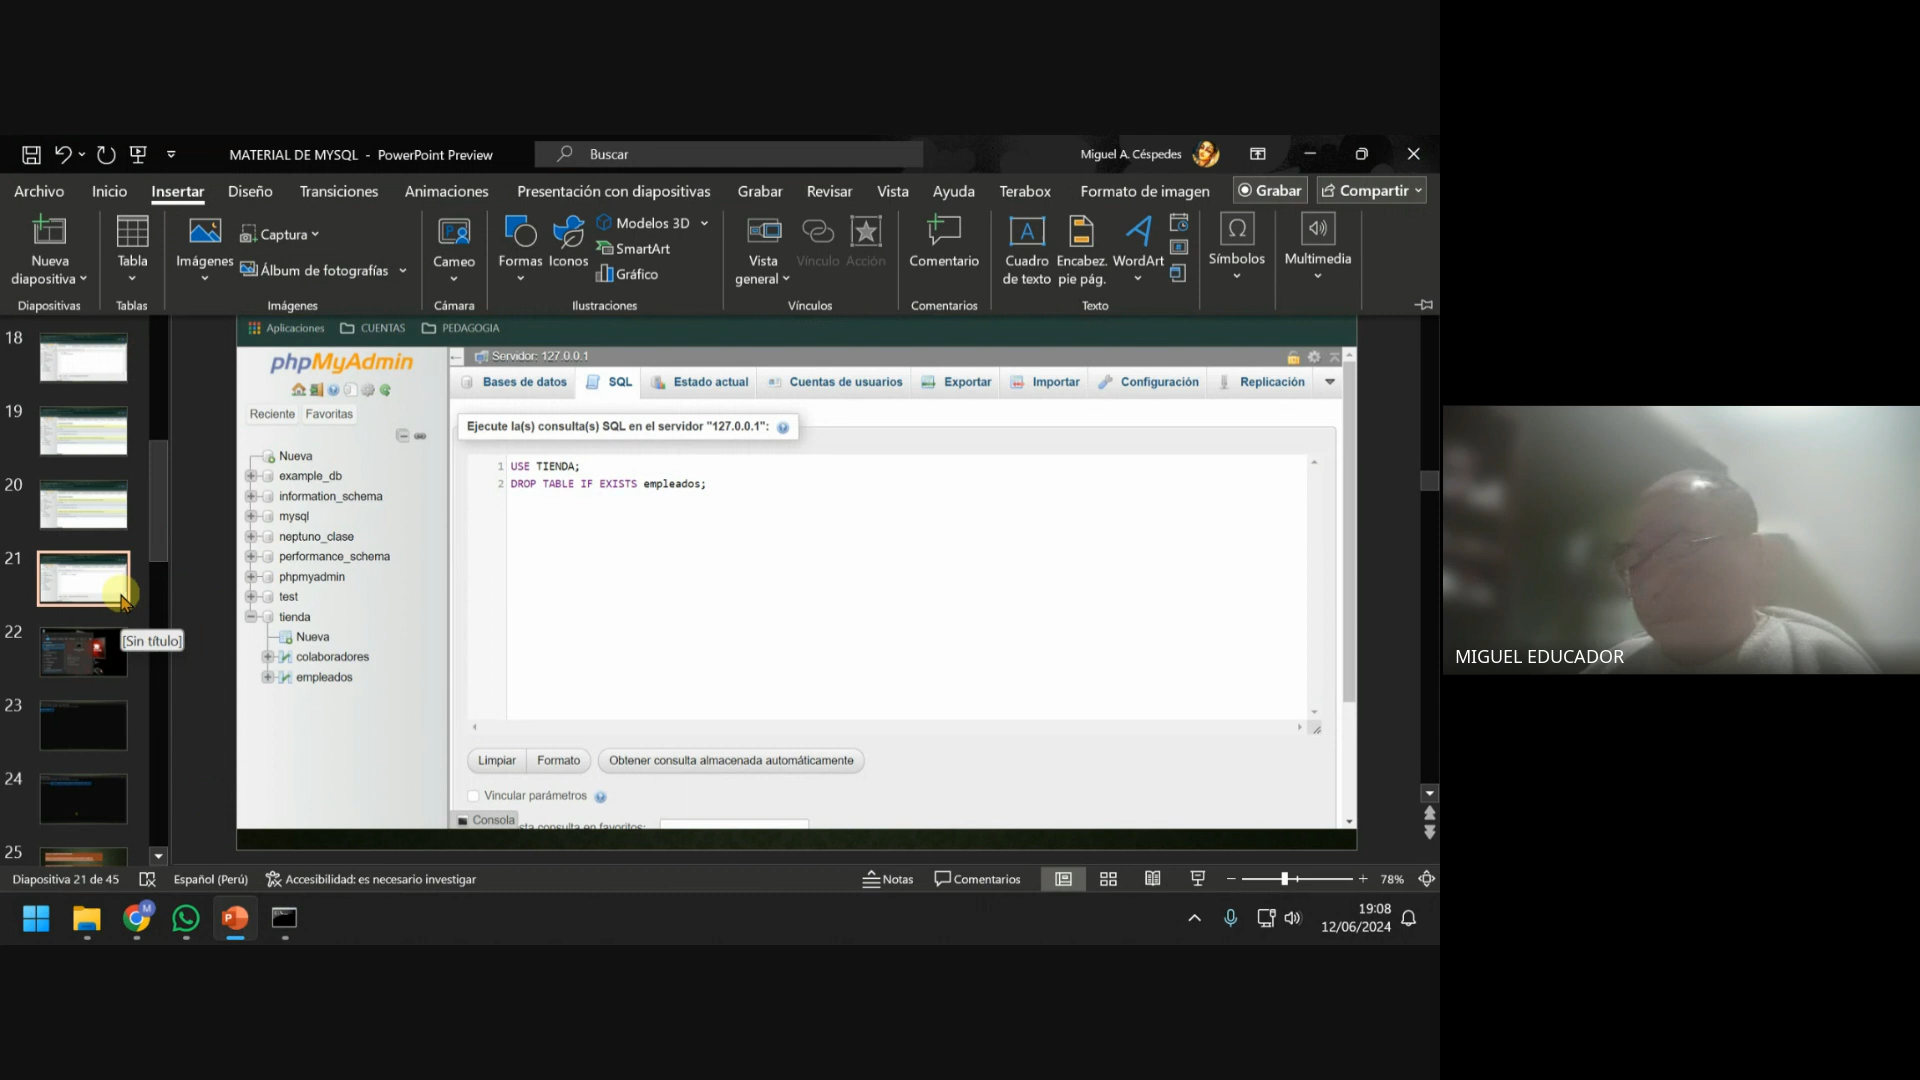 MATERIAL DE MYSQL - PowerPoint Preview
Buscar
Miguel A. Céspedes
Archivo Inicio Insertar Diseño Transiciones Animaciones Presentación con diapositivas Grabar Revisar Vista Ayuda Terabox Formato de imagen Grabar Compartir
Nueva diapositiva
Tabla
Imágenes
Captura
Álbum de fotografías
Cameo
Formas
Iconos
Modelos 3D
SmartArt
Gráfico
Vista general
Vínculo
Acción
Comentario
Cuadro de texto
Encabez. pie pág.
WordArt
Símbolos
Multimedia
Diapositivas Tablas Imágenes Cámara Ilustraciones Vínculos Comentarios Texto
18
19
20
21
22
[Sin título]
23
24
25
Aplicaciones CUENTAS PEDAGOGIA
phpMyAdmin
Reciente Favoritas
Nueva
example_db
information_schema
mysql
neptuno_clase
performance_schema
phpmyadmin
test
tienda
Nueva
colaboradores
empleados
Servidor: 127.0.0.1
Bases de datos SQL Estado actual Cuentas de usuarios Exportar Importar Configuración Replicación
Ejecute la(s) consulta(s) SQL en el servidor "127.0.0.1":
1 USE TIENDA;
2 DROP TABLE IF EXISTS empleados;
Limpiar Formato Obtener consulta almacenada automáticamente
Vincular parámetros
Consola
sta consulta en favoritos:
Diapositiva 21 de 45 Español (Perú) Accesibilidad: es necesario investigar Notas Comentarios 78%
19:08
12/06/2024
MIGUEL EDUCADOR